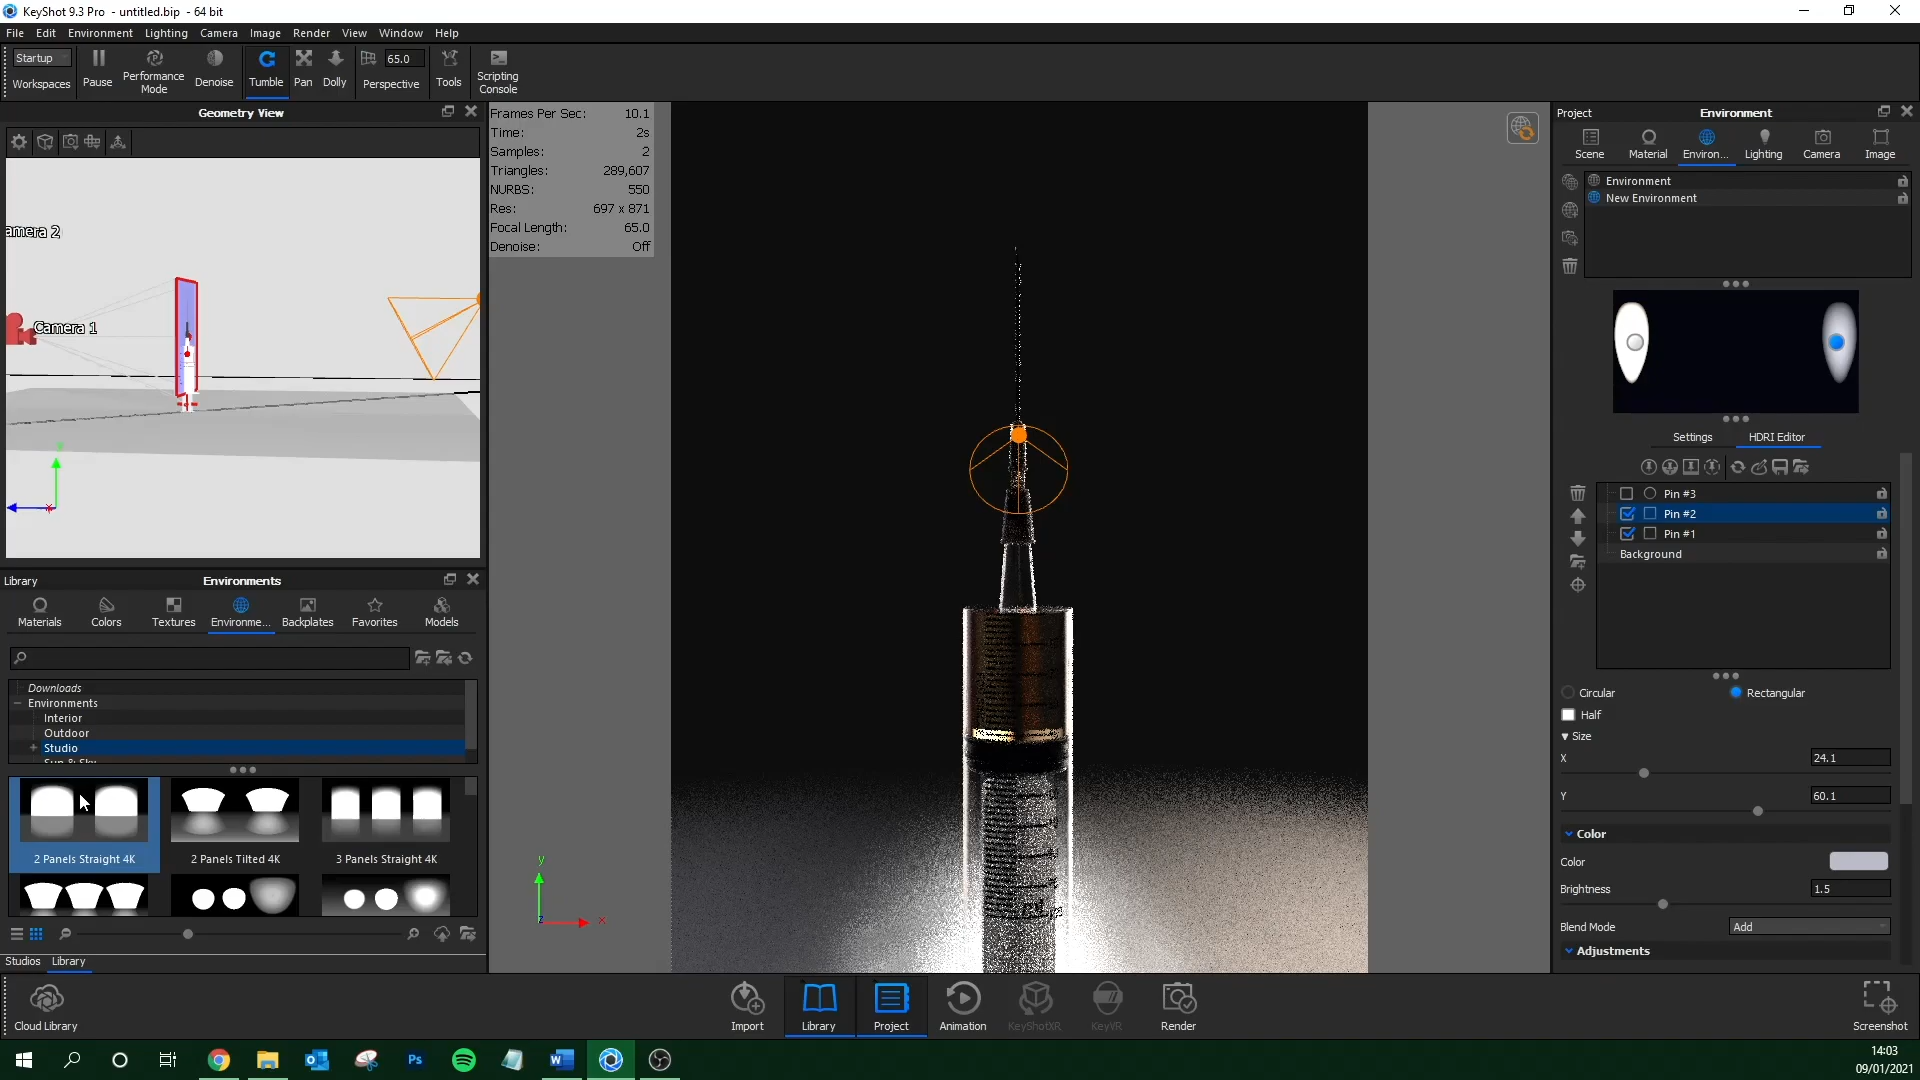 KeyShot 9.3 Pro - untitled.bip - 64 bit
File Edit Environment Lighting Camera Image Render View Window Help
Startup
65.0
Workspaces Pause Performance Mode Denoise Tumble Pan Dolly Perspective Tools Scripting Console
Geometry View
amera 2
Camera 1
y
x
Library Environments
Materials Colors Textures Environme... Backplates Favorites Models
Downloads
Environments
Interior
Outdoor
Studio
2 Panels Straight 4K 2 Panels Tilted 4K 3 Panels Straight 4K
Studios Library
Frames Per Sec: 10.1
Time: 2s
Samples: 2
Triangles: 289,607
NURBS: 550
Res: 697 x 871
Focal Length: 65.0
Denoise: Off
y
z
x
Project Environment
Scene Material Environ... Lighting Camera Image
Environment
New Environment
Settings HDRI Editor
Pin #3
Pin #2
Pin #1
Background
Circular Rectangular
Half
Size
X 24.1
Y 60.1
Color
Color
Brightness 1.5
Blend Mode Add
Adjustments
Cloud Library Import Library Project Animation KeyShotXR KeyVR Render Screenshot
14:03
09/01/2021